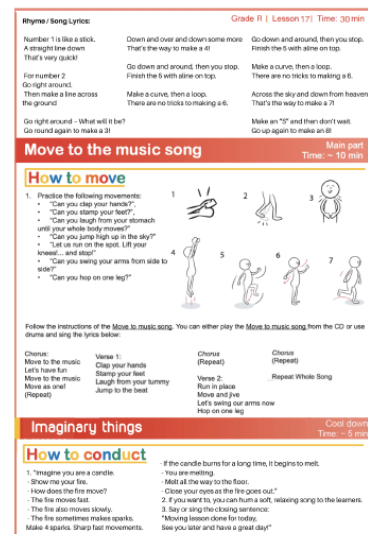 Rhyme / Song Lyrics:
Grade R | Lesson 17| Time: 30 min
Number 1 is like a stick.
A straight line down
That's very quick!
For number 2
Go right around.
Then make a line across
the ground
Go right around – What will it be?
Go round again to make a 3!
Down and over and down some more
That's the way to make a 4!
Go down and around, then you stop.
Finish the 5 with aline on top.
Make a curve, then a loop.
There are no tricks to making a 6.
Go down and around, then you stop.
Finish the 5 with aline on top.
Make a curve, then a loop.
There are no tricks to making a 6.
Across the sky and down from heaven
That's the way to make a 7!
Make an "S" and then don't wait.
Go up again to make an 8!
Move to the music song
Main part
Time: ~ 10 min
How to move
1. Practice the following movements:
• "Can you clap your hands?",
• "Can you stamp your feet?",
• "Can you laugh from your stomach
until your whole body moves?"
• "Can you jump high up in the sky?"
• "Let us run on the spot. Lift your
knees!... and stop!"
• "Can you swing your arms from side to
side?"
• "Can you hop on one leg?"
1
2
3
4
5
6
7
Follow the instructions of the Move to music song. You can either play the Move to music song from the CD or use
drums and sing the lyrics below:
Chorus:
Move to the music
Let's have fun
Move to the music
Move as one!
(Repeat)
Verse 1:
Clap your hands
Stamp your feet
Laugh from your tummy
Jump to the beat
Chorus
(Repeat)
Verse 2:
Run in place
Move and jive
Let's swing our arms now
Hop on one leg
Chorus
(Repeat)
Repeat Whole Song
Imaginary things
Cool down
Time: ~ 5 min
How to conduct
1. "Imagine you are a candle.
- Show me your fire.
- How does the fire move?
- The fire moves fast.
- The fire also moves slowly.
- The fire sometimes makes sparks.
Make 4 sparks. Sharp fast movements.
- If the candle burns for a long time, it begins to melt.
- You are melting.
- Melt all the way to the floor.
- Close your eyes as the fire goes out."
2. If you want to, you can hum a soft, relaxing song to the learners.
3. Say or sing the closing sentence:
"Moving lesson done for today,
See you later and have a great day!"